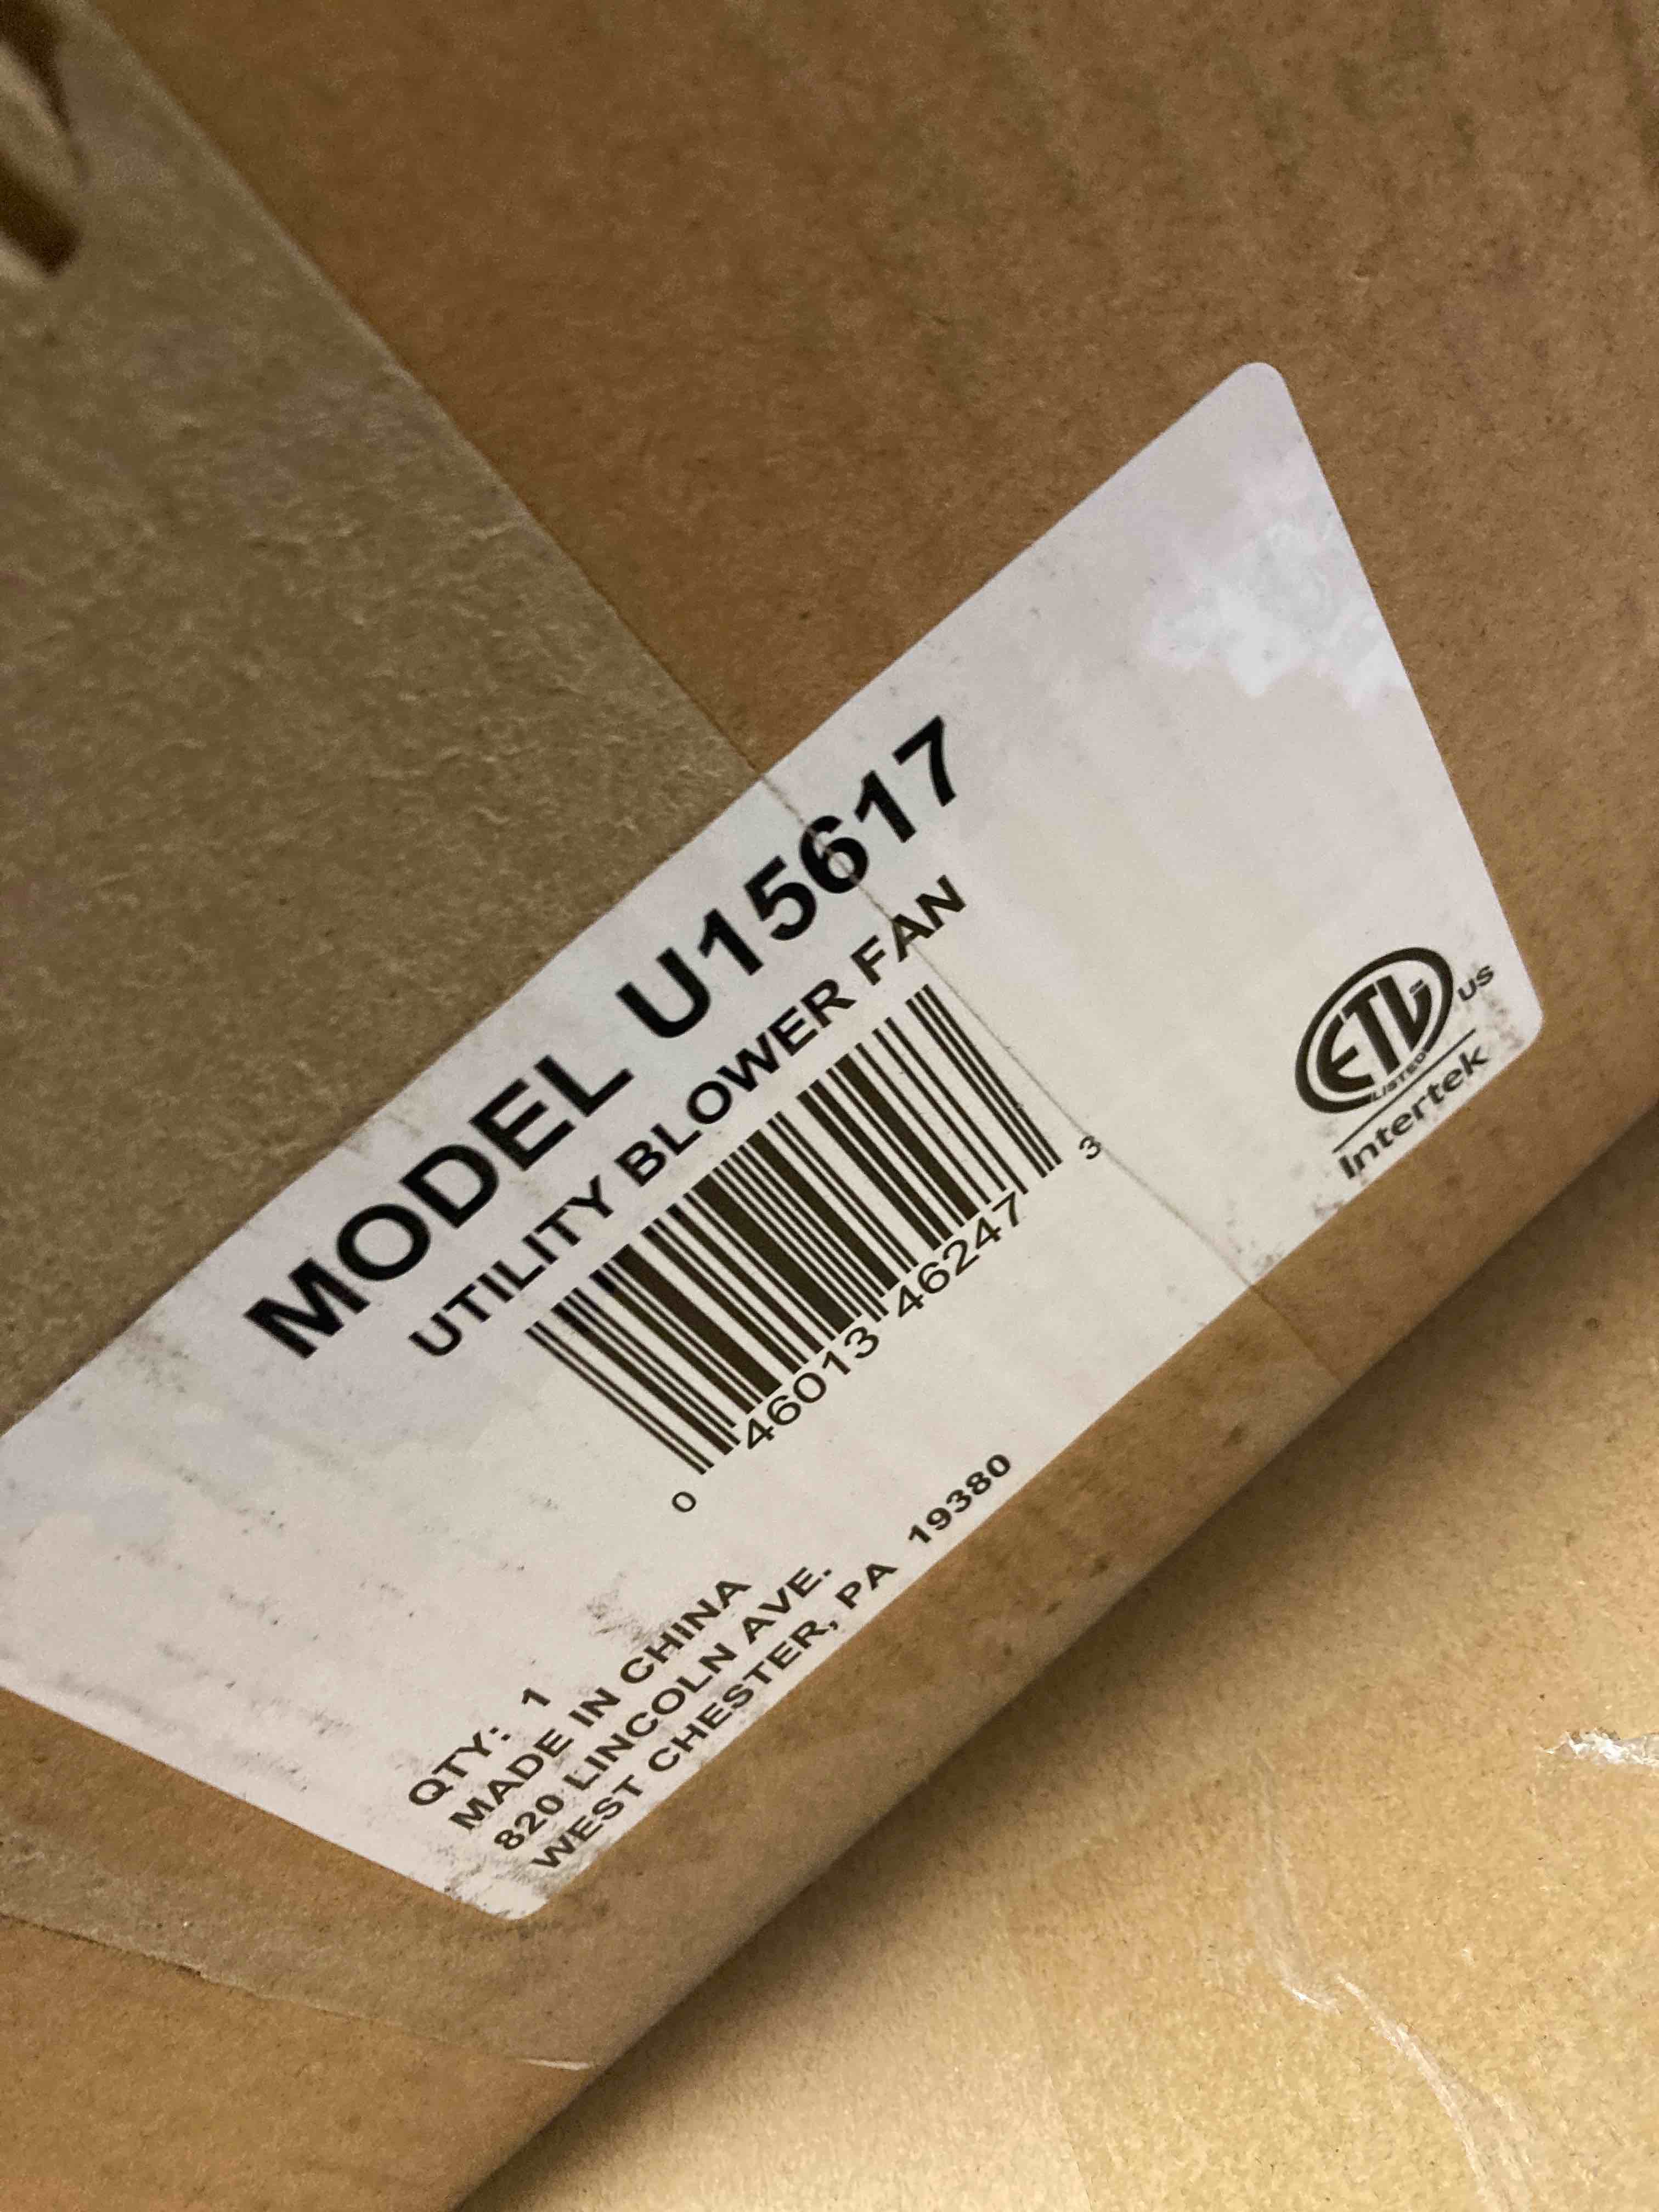 MODEL U15617
UTILITY BLOWER FAN
0 46013 46247 3
ETL US
LISTED
Intertek
QTY: 1
MADE IN CHINA
820 LINCOLN AVE.
WEST CHESTER, PA 19380